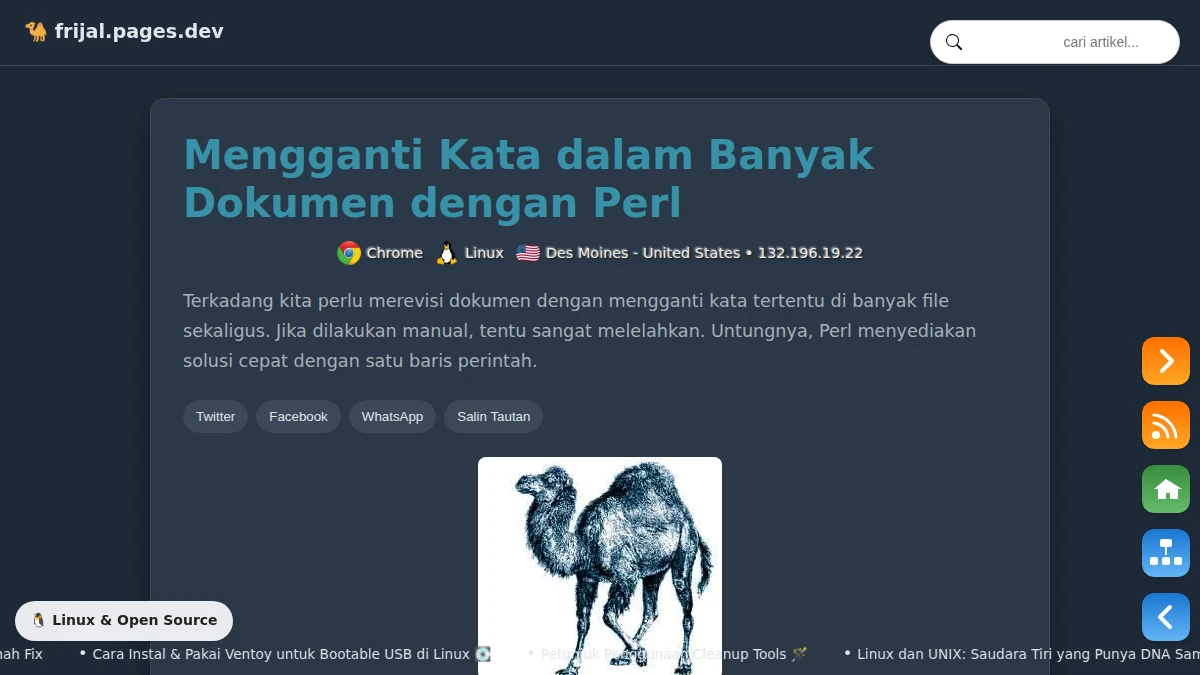 frijal.pages.dev
cari artikel...
Mengganti Kata dalam Banyak
Dokumen dengan Perl
Chrome Linux Des Moines - United States • 132.196.19.22
Terkadang kita perlu merevisi dokumen dengan mengganti kata tertentu di banyak file
sekaligus. Jika dilakukan manual, tentu sangat melelahkan. Untungnya, Perl menyediakan
solusi cepat dengan satu baris perintah.
Twitter Facebook WhatsApp Salin Tautan
Linux & Open Source
ah Fix • Cara Instal & Pakai Ventoy untuk Bootable USB di Linux • Petunjuk Penggunaan Cleanup Tools • Linux dan UNIX: Saudara Tiri yang Punya DNA Sam